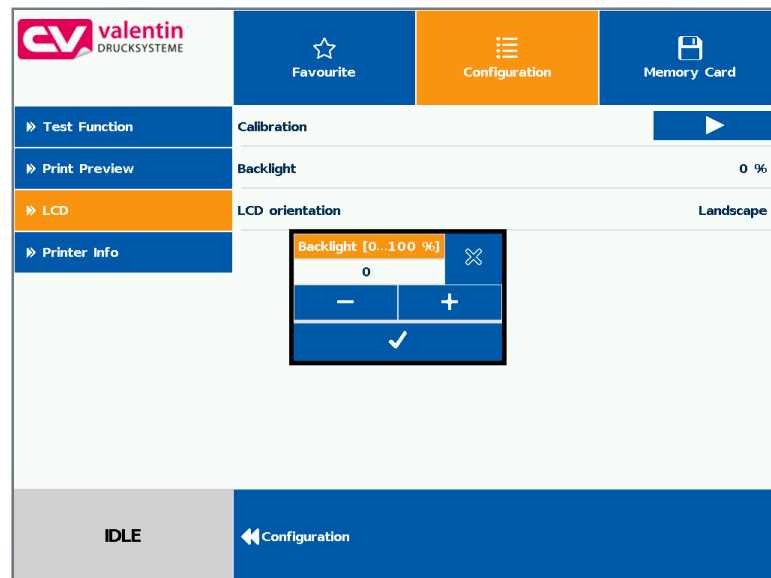 valentin
DRUCKSYSTEME
Favourite
Configuration
Memory Card
Test Function
Print Preview
LCD
Printer Info
Calibration
Backlight
0 %
LCD orientation
Landscape
Backlight [0...100 %]
0
IDLE
Configuration